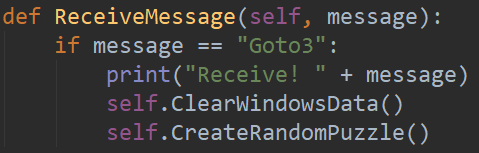 def ReceiveMessage(self, message):
    if message == "Goto3":
        print("Receive! " + message)
        self.ClearWindowsData()
        self.CreateRandomPuzzle()